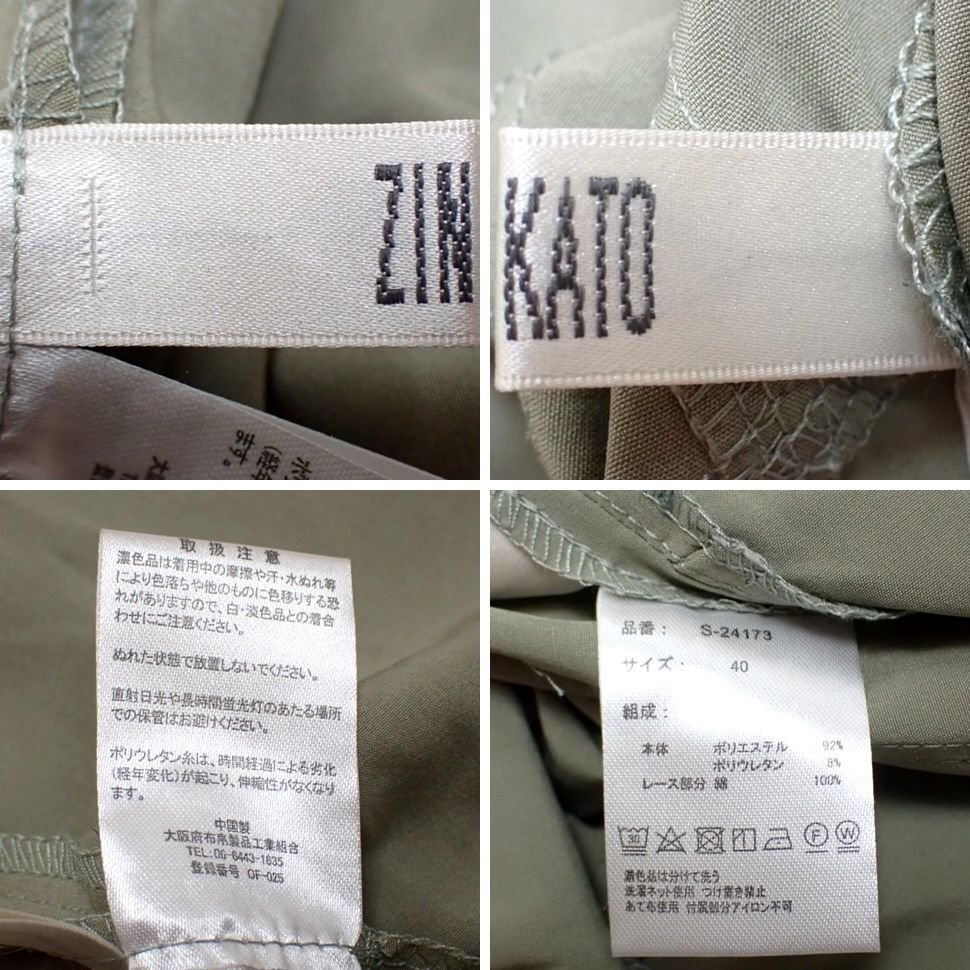 ZIN
ます。
KATO
取扱注意
濃色品は着用中の摩擦や汗・水ぬれ等
により色落ちや他のものに色移りする恐
れがありますので、白・淡色品との着合
わせにご注意ください。
ぬれた状態で放置しないでください。
直射日光や長時間蛍光灯のあたる場所
での保管はお避けください。
ポリウレタン糸は、時間経過による劣化
(経年変化)が起こり、伸縮性がなくなり
ます。
中国製
大阪府布帛製品工業組合
TEL:06-6443-1635
登録番号 OF-025
品番: S-24173
サイズ・ 40
組成:
本体 ポリエステル 92%
ポリウレタン 8%
レース部分 綿 100%
30 F W
濃色品は分けて洗う
洗濯ネット使用 つけ置き禁止
あて布使用 付属部分アイロン不可